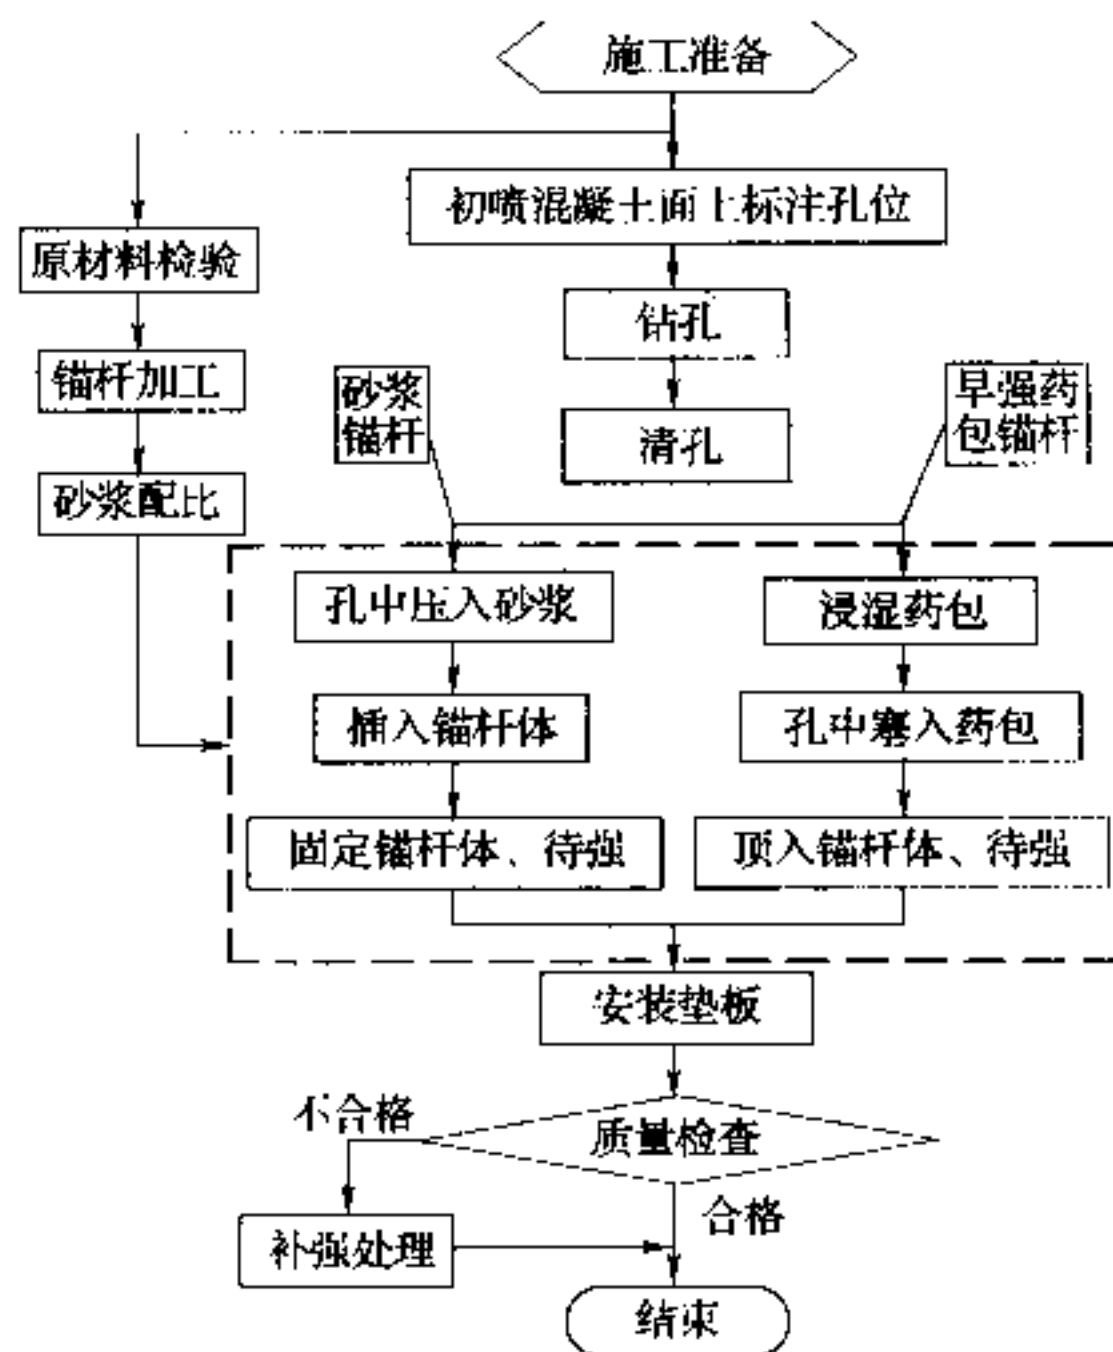 施工准备
初喷混凝土面上标注孔位
原材料检验
钻孔
锚杆加工
砂浆
锚杆
早强药
包锚杆
清孔
砂浆配比
孔中压入砂浆
浸湿药包
插入锚杆体
孔中塞入药包
固定锚杆体、待强
顶入锚杆体、待强
安装垫板
不合格
质量检查
合格
补强处理
结束